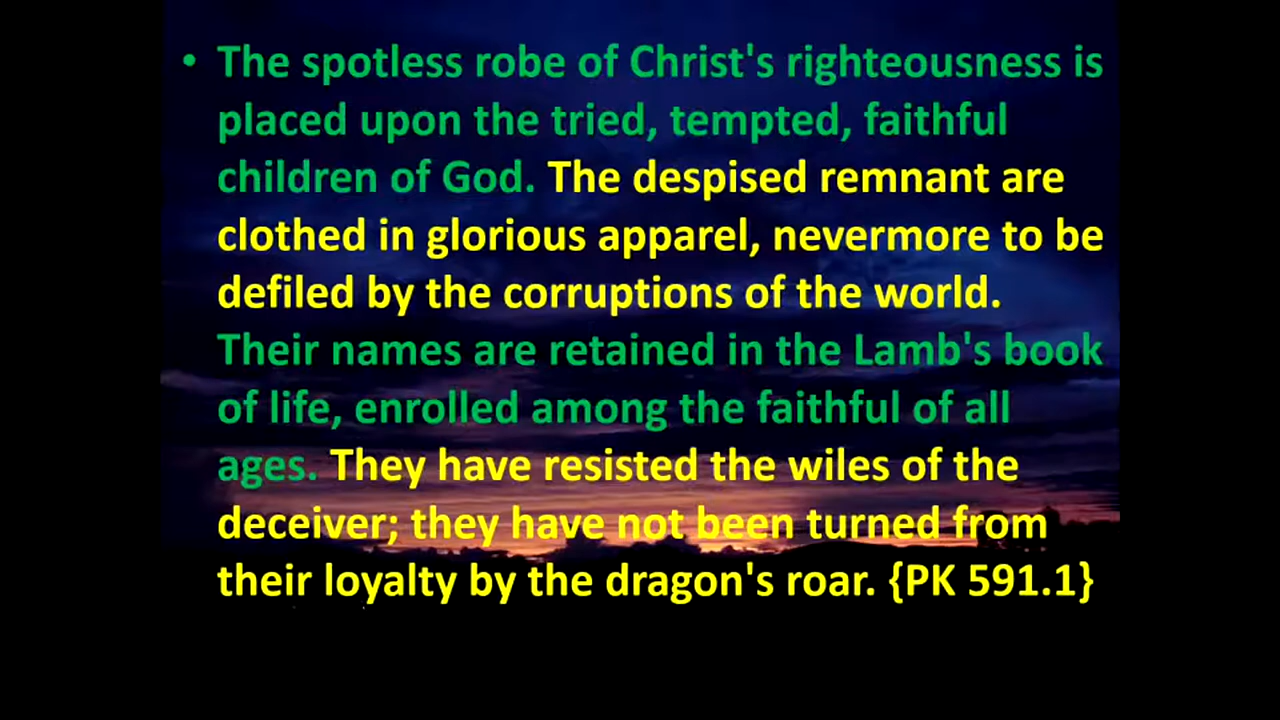 • The spotless robe of Christ's righteousness is
placed upon the tried, tempted, faithful
children of God. The despised remnant are
clothed in glorious apparel, nevermore to be
defiled by the corruptions of the world.
Their names are retained in the Lamb's book
of life, enrolled among the faithful of all
ages. They have resisted the wiles of the
deceiver; they have not been turned from
their loyalty by the dragon's roar. {PK 591.1}